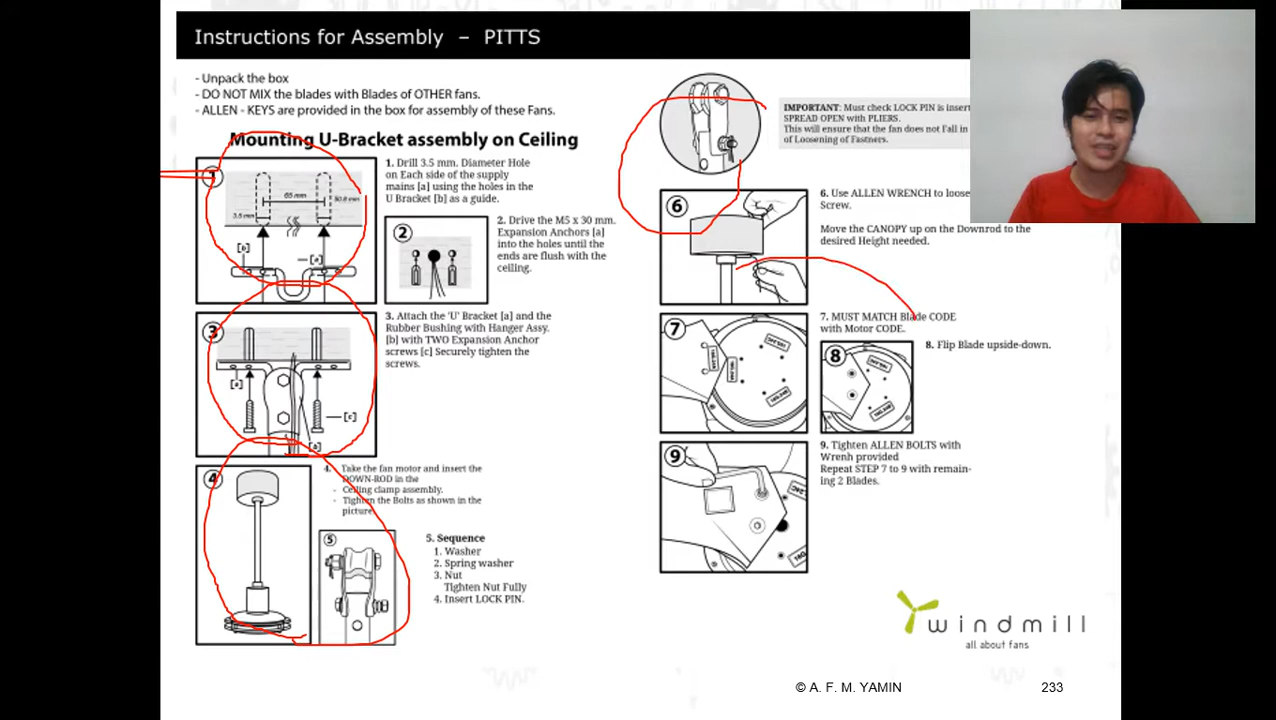 Instructions for Assembly – PITTS
- Unpack the box
- DO NOT MIX the blades with Blades of OTHER fans.
- ALLEN - KEYS are provided in the box for assembly of these Fans.
Mounting U-Bracket assembly on Ceiling
1
65 mm
50.8 mm
3.5 mm
[b]
[a]
1. Drill 3.5 mm. Diameter Hole
on Each side of the supply
mains [a] using the holes in the
U Bracket [b] as a guide.
2
2. Drive the M5 x 30 mm.
Expansion Anchors [a]
into the holes until the
ends are flush with the
ceiling.
3
[a]
[c]
[b]
3. Attach the 'U' Bracket [a] and the
Rubber Bushing with Hanger Assy.
[b] with TWO Expansion Anchor
screws [c] Securely tighten the
screws.
4
4. Take the fan motor and insert the
DOWN-ROD in the
- Ceiling clamp assembly.
- Tighten the Bolts as shown in the
picture
5
5. Sequence
1. Washer
2. Spring washer
3. Nut
Tighten Nut Fully
4. Insert LOCK PIN.
IMPORTANT: Must check LOCK PIN is insert
SPREAD OPEN with PLIERS.
This will ensure that the fan does not Fall in
of Loosening of Fastners.
6
6. Use ALLEN WRENCH to loose
Screw.
Move the CANOPY up on the Downrod to the
desired Height needed.
7
7. MUST MATCH Blade CODE
with Motor CODE.
8
8. Flip Blade upside-down.
9
9. Tighten ALLEN BOLTS with
Wrenh provided
Repeat STEP 7 to 9 with remain-
ing 2 Blades.
windmill
all about fans
© A. F. M. YAMIN
233